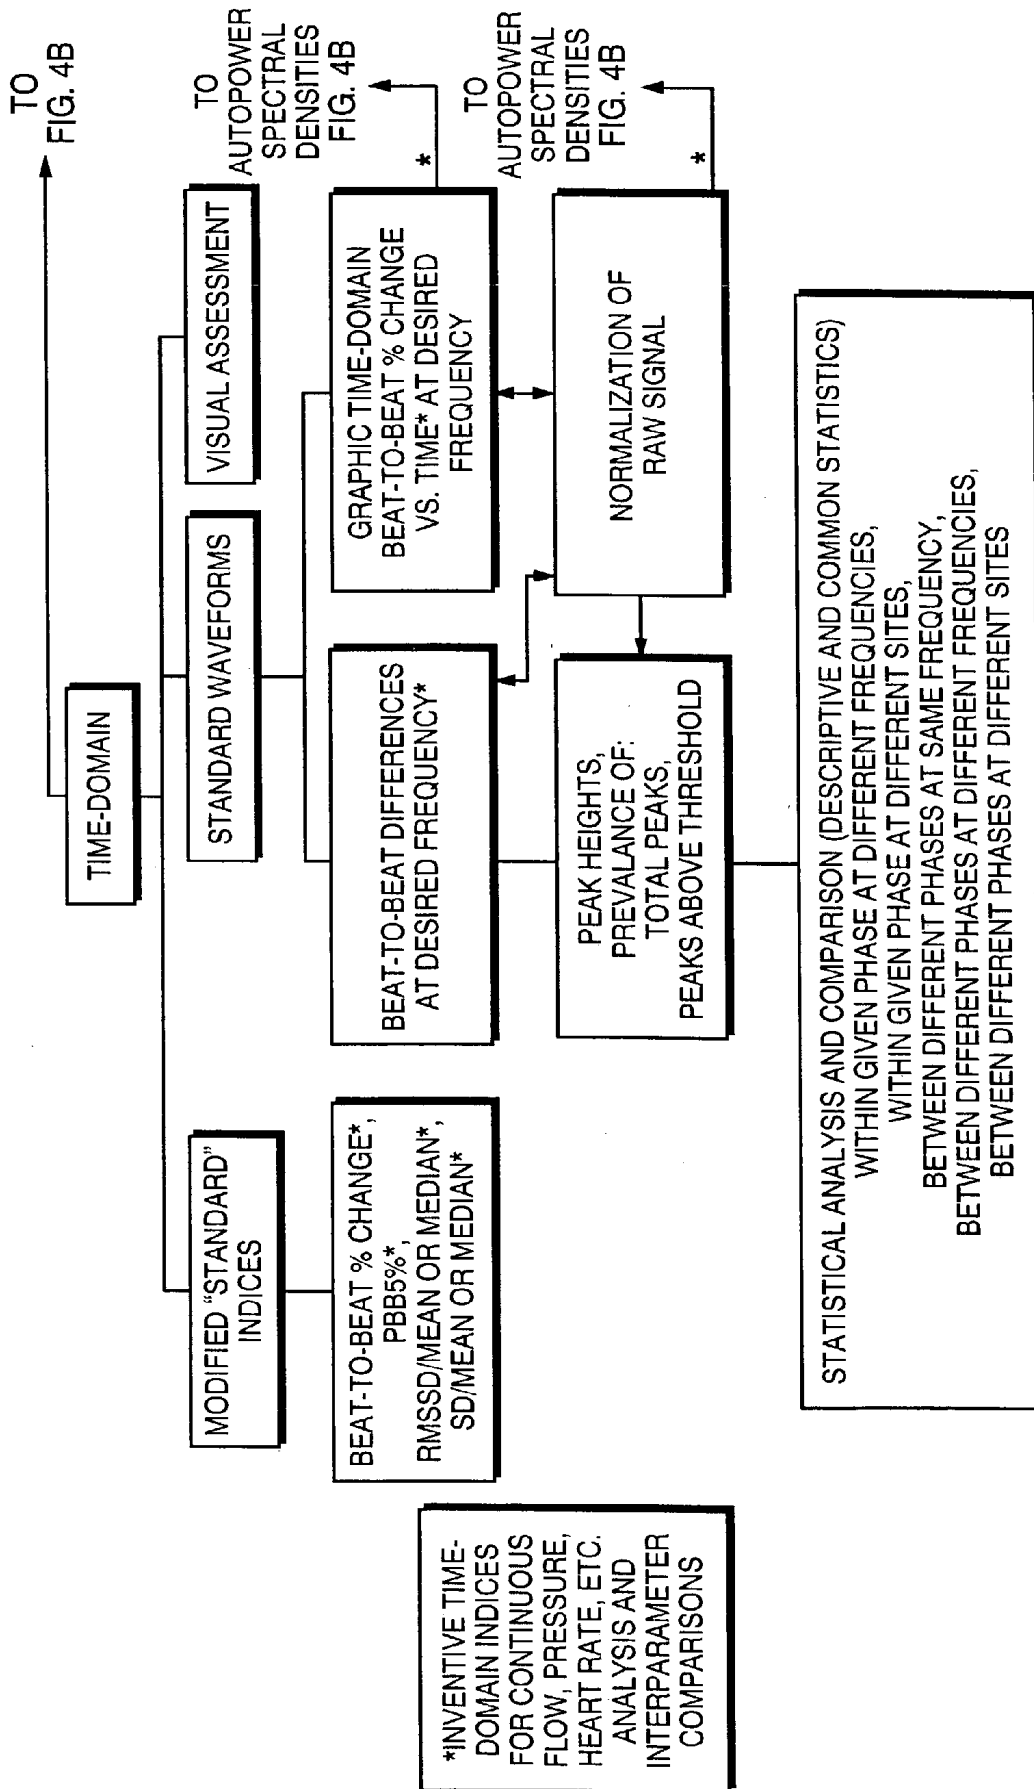 TO
FIG. 4B
TIME-DOMAIN
MODIFIED "STANDARD"
INDICES
STANDARD WAVEFORMS
VISUAL ASSESSMENT
TO
AUTOPOWER
SPECTRAL
DENSITIES
FIG. 4B
BEAT-TO-BEAT % CHANGE*,
PBB5%*,
RMSSD/MEAN OR MEDIAN*,
SD/MEAN OR MEDIAN*
BEAT-TO-BEAT DIFFERENCES
AT DESIRED FREQUENCY*
GRAPHIC TIME-DOMAIN
BEAT-TO-BEAT % CHANGE
VS. TIME* AT DESIRED
FREQUENCY
*
TO
AUTOPOWER
SPECTRAL
DENSITIES
FIG. 4B
*INVENTIVE TIME-
DOMAIN INDICES
FOR CONTINUOUS
FLOW, PRESSURE,
HEART RATE, ETC.
ANALYSIS AND
INTERPARAMETER
COMPARISONS
PEAK HEIGHTS,
PREVALANCE OF:
TOTAL PEAKS,
PEAKS ABOVE THRESHOLD
NORMALIZATION OF
RAW SIGNAL
*
STATISTICAL ANALYSIS AND COMPARISON (DESCRIPTIVE AND COMMON STATISTICS)
WITHIN GIVEN PHASE AT DIFFERENT FREQUENCIES,
WITHIN GIVEN PHASE AT DIFFERENT SITES,
BETWEEN DIFFERENT PHASES AT SAME FREQUENCY,
BETWEEN DIFFERENT PHASES AT DIFFERENT FREQUENCIES,
BETWEEN DIFFERENT PHASES AT DIFFERENT SITES